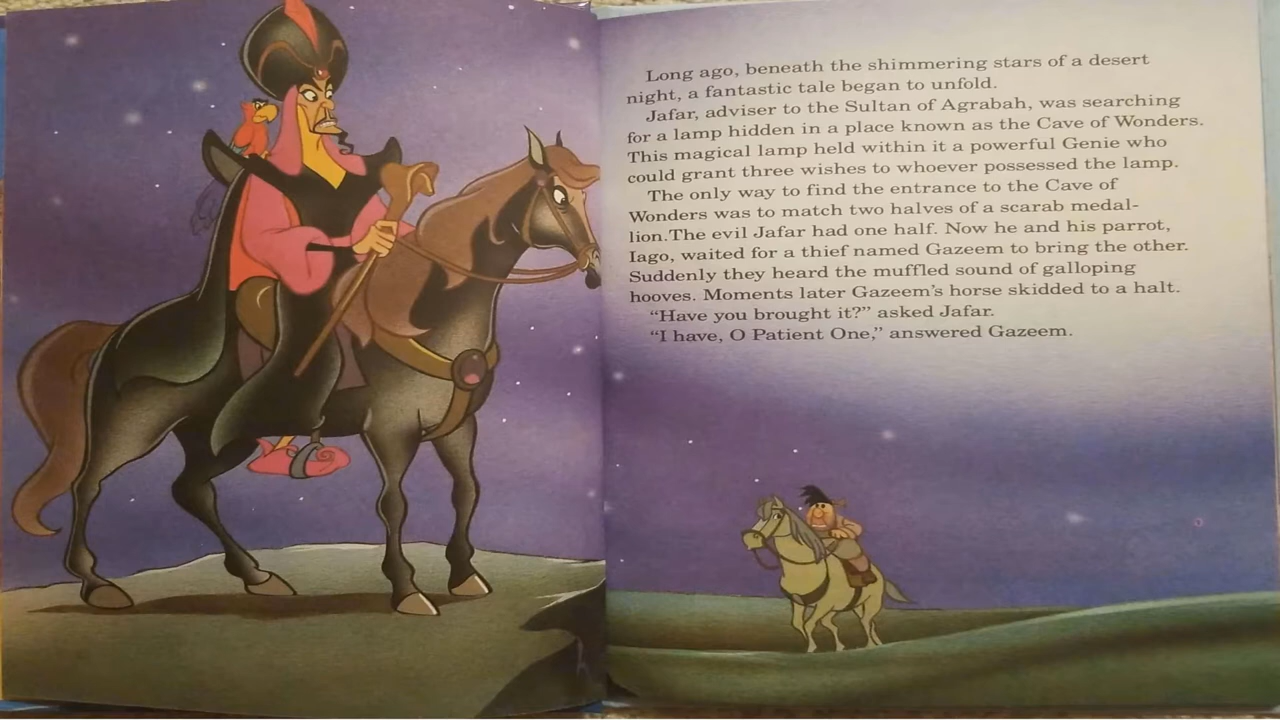 Long ago, beneath the shimmering stars of a desert
night, a fantastic tale began to unfold.
Jafar, adviser to the Sultan of Agrabah, was searching
for a lamp hidden in a place known as the Cave of Wonders.
This magical lamp held within it a powerful Genie who
could grant three wishes to whoever possessed the lamp.
The only way to find the entrance to the Cave of
Wonders was to match two halves of a scarab medal-
lion.The evil Jafar had one half. Now he and his parrot,
Iago, waited for a thief named Gazeem to bring the other.
Suddenly they heard the muffled sound of galloping
hooves. Moments later Gazeem's horse skidded to a halt.
"Have you brought it?" asked Jafar.
"I have, O Patient One," answered Gazeem.